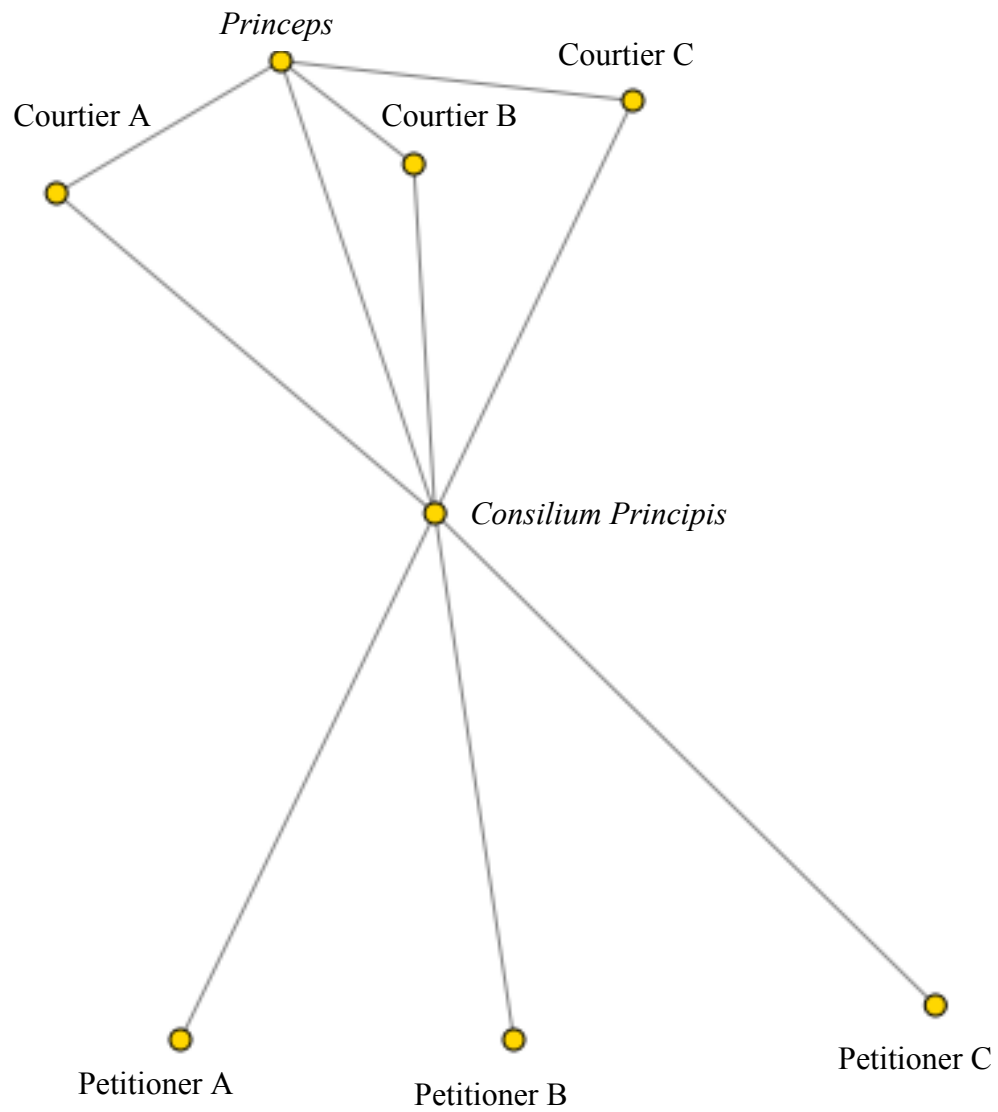 Princeps
Courtier C
Courtier A
Courtier B
Consilium Principis
Petitioner C
Petitioner A
Petitioner B